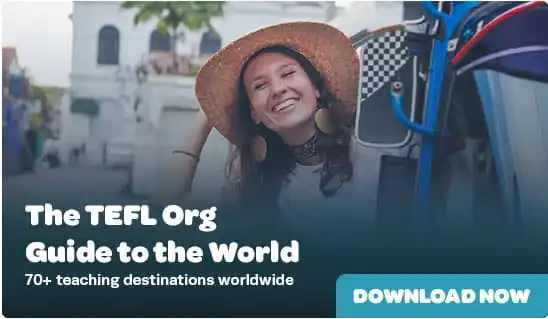 The TEFL Org
Guide to the World
70+ teaching destinations worldwide
DOWNLOAD NOW